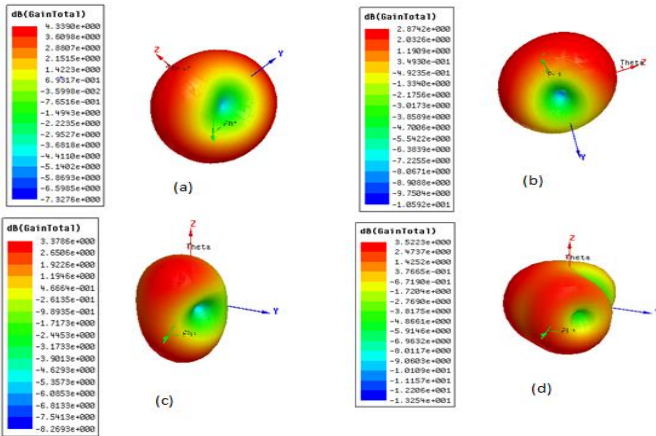 dB(GainTotal)
4.3390e+000
3.6098e+000
2.8807e+000
2.1515e+000
1.4223e+000
6.9317e-001
-3.5998e-002
-7.6516e-001
-1.4943e+000
-2.2235e+000
-2.9527e+000
-3.6818e+000
-4.4110e+000
-5.1402e+000
-5.8693e+000
-6.5985e+000
-7.3276e+000
Z
Y
(a)
dB(GainTotal)
2.8742e+000
2.0326e+000
1.1909e+000
3.4930e-001
-4.9235e-001
-1.3340e+000
-2.1756e+000
-3.0173e+000
-3.8589e+000
-4.7006e+000
-5.5422e+000
-6.3839e+000
-7.2255e+000
-8.0671e+000
-8.9088e+000
-9.7504e+000
-1.0592e+001
Theta
Z
Y
(b)
dB(GainTotal)
3.3786e+000
2.6506e+000
1.9226e+000
1.1946e+000
4.6664e-001
-2.6135e-001
-9.8935e-001
-1.7173e+000
-2.4453e+000
-3.1733e+000
-3.9013e+000
-4.6293e+000
-5.3573e+000
-6.0853e+000
-6.8133e+000
-7.5413e+000
-8.2693e+000
Z
Theta
Y
(c)
dB(GainTotal)
3.5223e+000
2.4737e+000
1.4252e+000
3.7665e-001
-6.7190e-001
-1.7204e+000
-2.7690e+000
-3.8175e+000
-4.8661e+000
-5.9146e+000
-6.9632e+000
-8.0117e+000
-9.0603e+000
-1.0109e+001
-1.1157e+001
-1.2206e+001
-1.3254e+001
Z
Theta
(d)